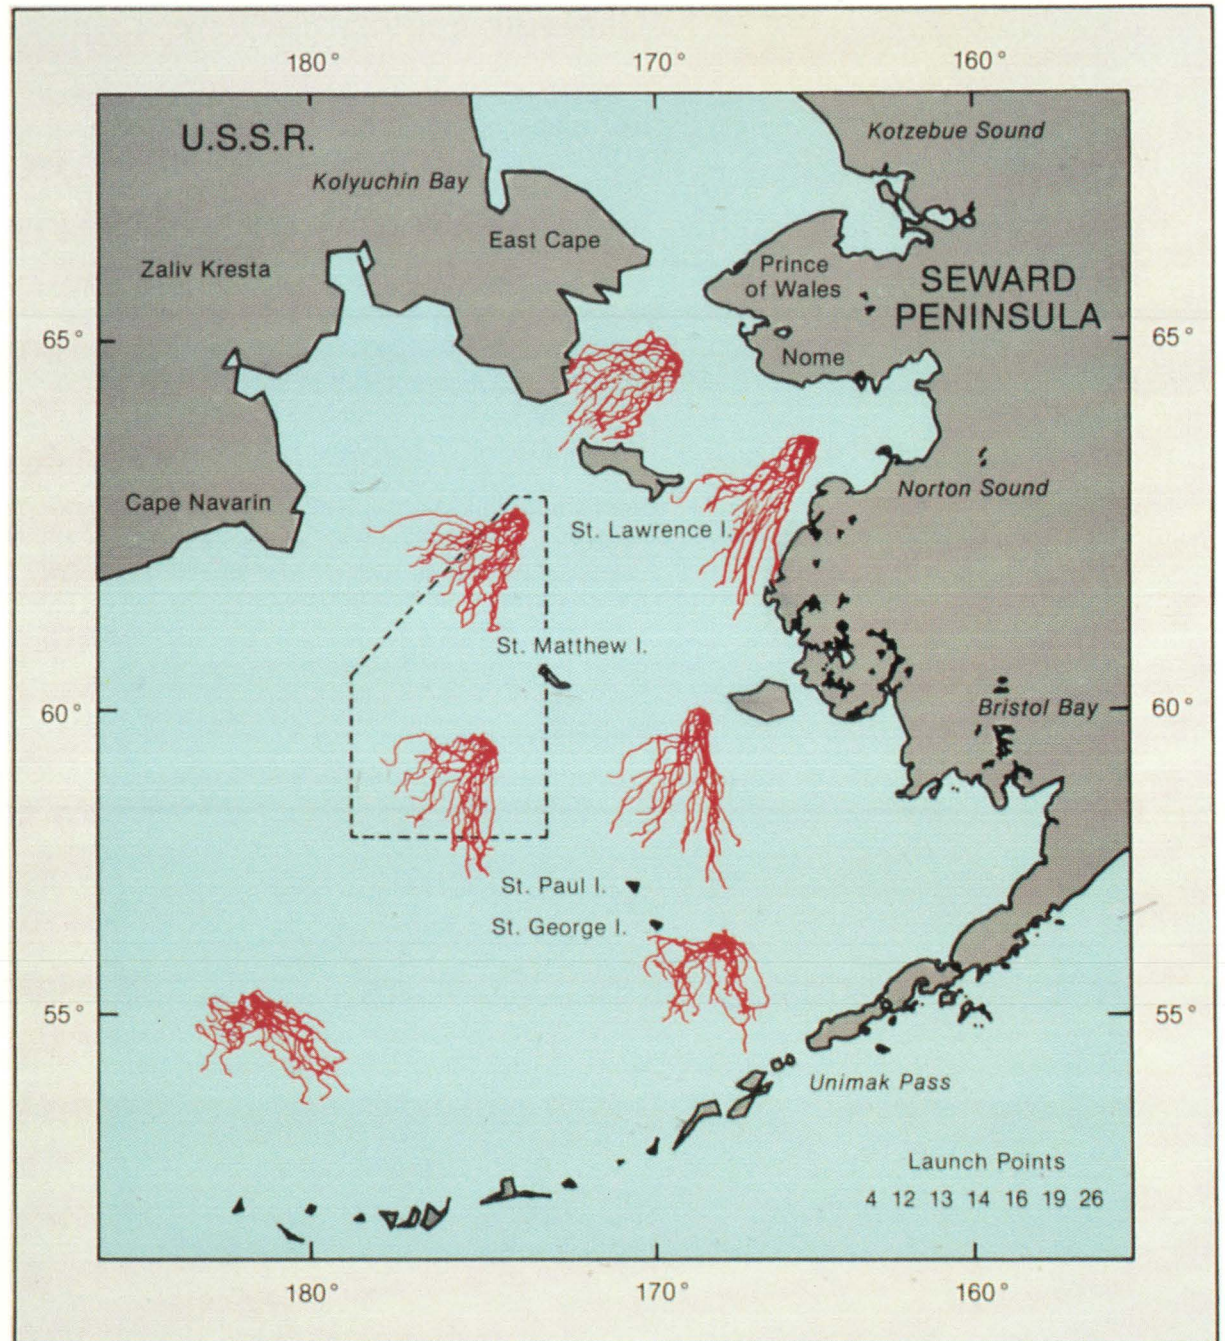 180° 170° 160°
Kotzebue Sound
U.S.S.R.
Kolyuchin Bay
East Cape
Zaliv Kresta
Prince
of Wales
SEWARD
PENINSULA
65° 65°
Nome
Norton Sound
Cape Navarin
St. Lawrence I.
St. Matthew I.
60° 60°
Bristol Bay
St. Paul I.
St. George I.
55° 55°
Unimak Pass
Launch Points
4 12 13 14 16 19 26
180° 170° 160°